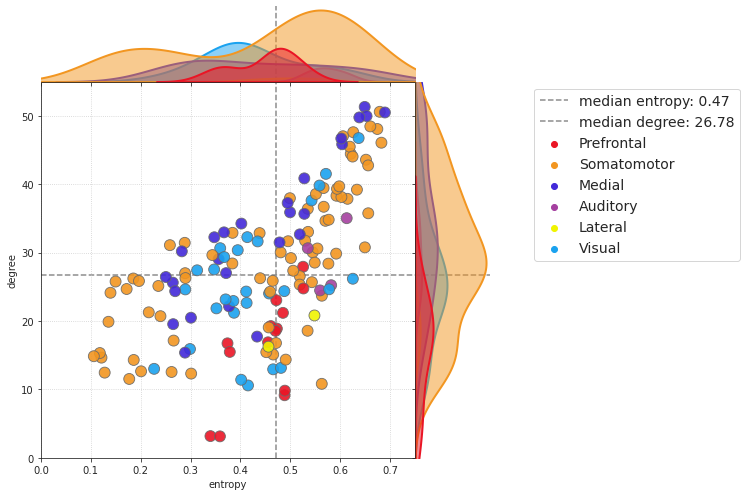 median entropy: 0.47
median degree: 26.78
Prefrontal
Somatomotor
Medial
Auditory
Lateral
Visual
degree
50
40
30
20
10
0
0.0 0.1 0.2 0.3 0.4 0.5 0.6 0.7
entropy